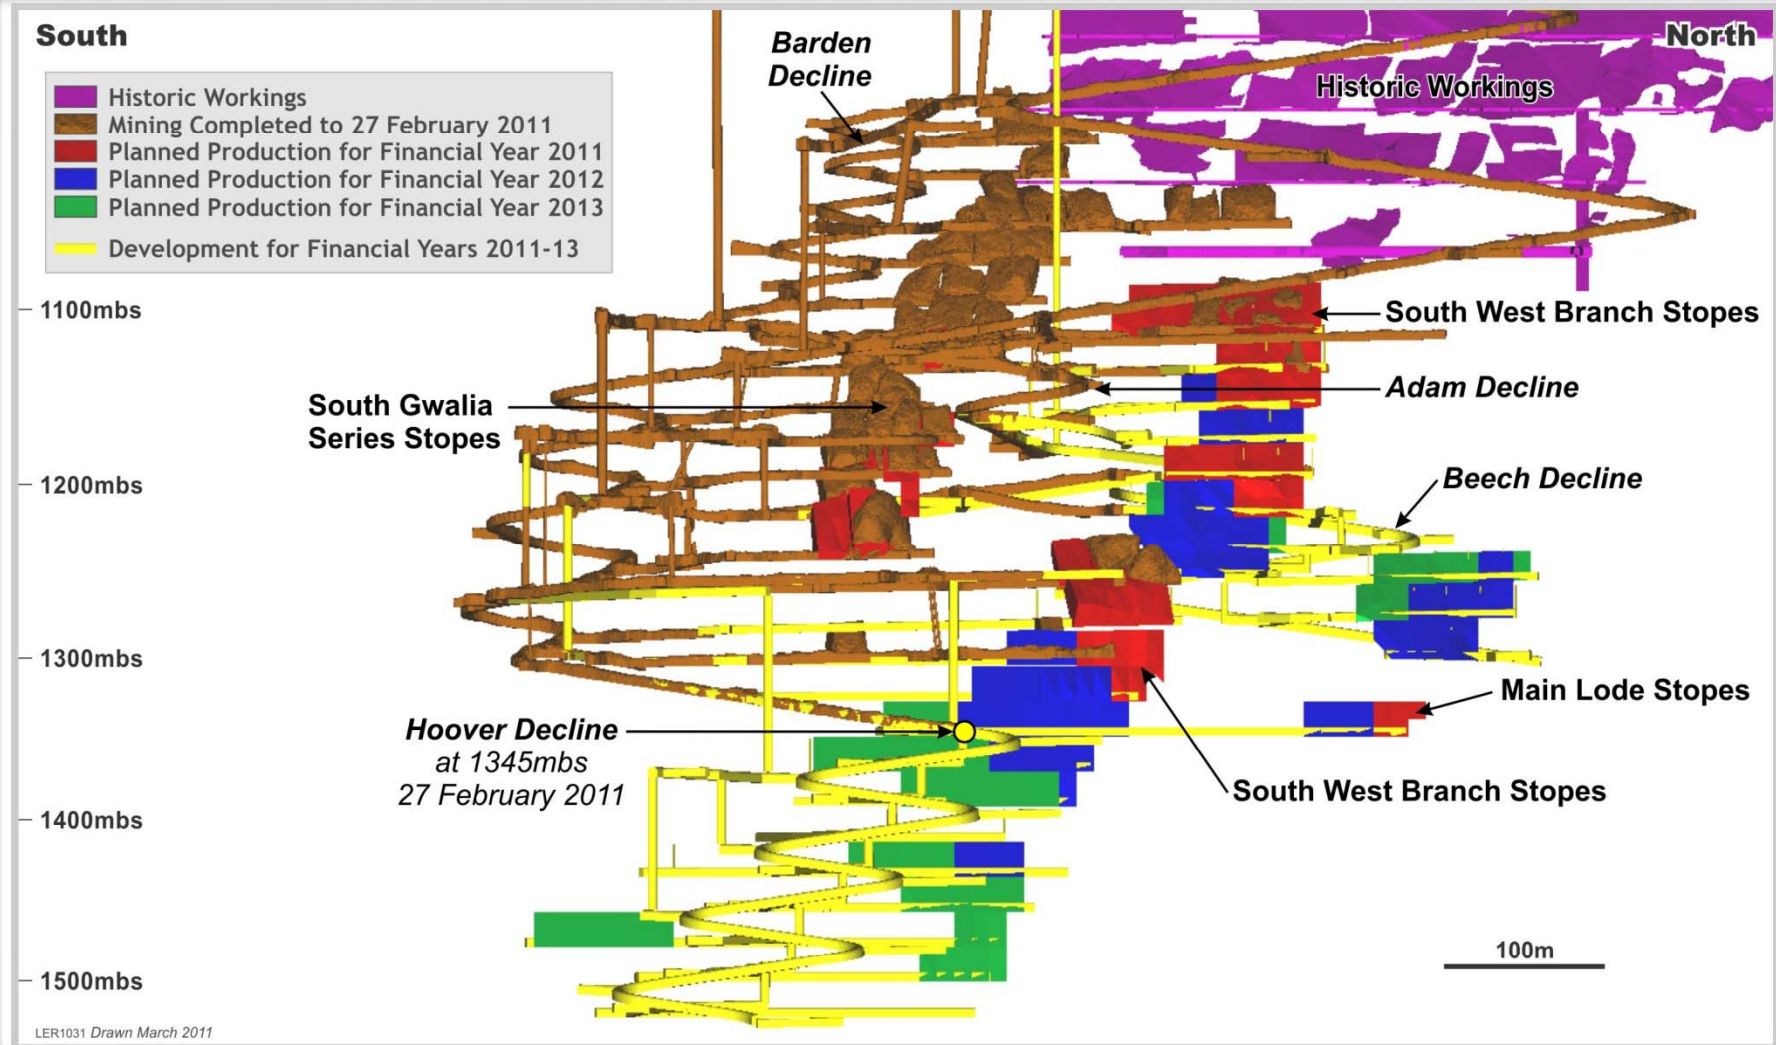 South
North
Barden
Decline
Historic Workings
Historic Workings
Mining Completed to 27 February 2011
Planned Production for Financial Year 2011
Planned Production for Financial Year 2012
Planned Production for Financial Year 2013
Development for Financial Years 2011-13
1100mbs
South West Branch Stopes
Adam Decline
South Gwalia
Series Stopes
1200mbs
Beech Decline
1300mbs
Main Lode Stopes
Hoover Decline
at 1345mbs
27 February 2011
South West Branch Stopes
1400mbs
100m
1500mbs
LER1031 Drawn March 2011